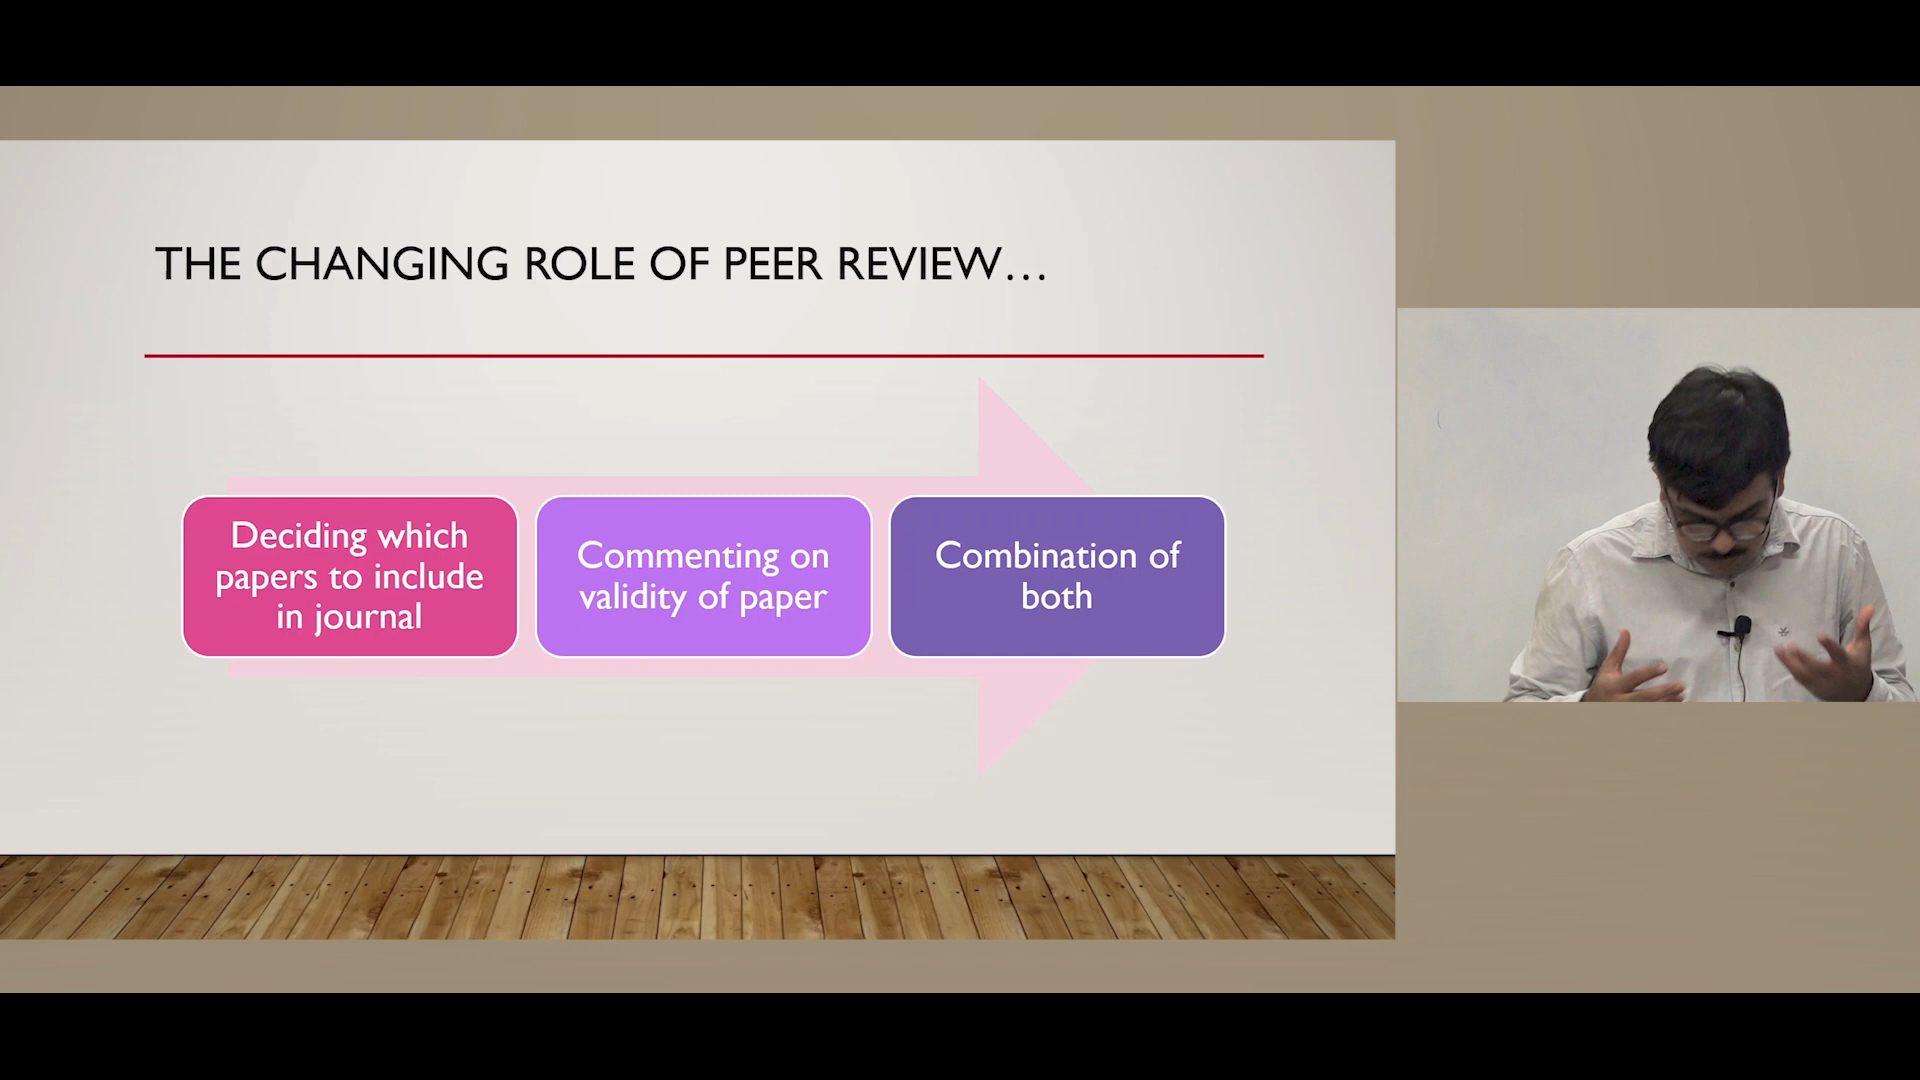 THE CHANGING ROLE OF PEER REVIEW…
Deciding which
papers to include
in journal
Commenting on
validity of paper
Combination of
both